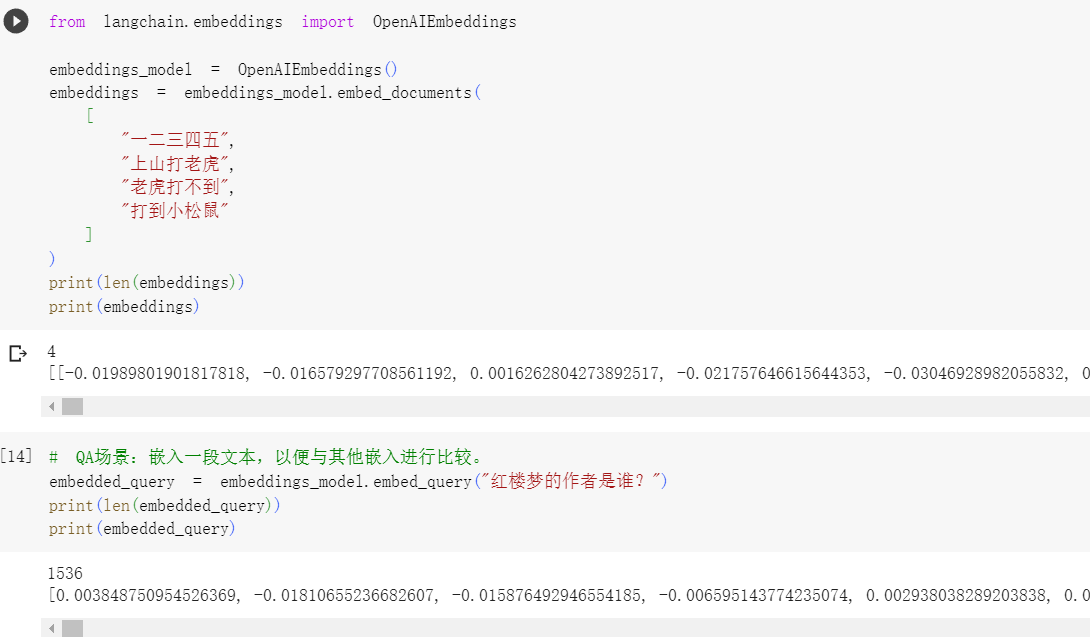 from langchain.embeddings import OpenAIEmbeddings
embeddings_model = OpenAIEmbeddings()
embeddings = embeddings_model.embed_documents(
[
"一二三四五",
"上山打老虎",
"老虎打不到",
"打到小松鼠"
]
)
print(len(embeddings))
print(embeddings)
4
[[-0.01989801901817818, -0.016579297708561192, 0.0016262804273892517, -0.021757646615644353, -0.03046928982055832, 0
[14] # QA场景：嵌入一段文本，以便与其他嵌入进行比较。
embedded_query = embeddings_model.embed_query("红楼梦的作者是谁？")
print(len(embedded_query))
print(embedded_query)
1536
[0.003848750954526369, -0.01810655236682607, -0.015876492946554185, -0.006595143774235074, 0.002938038289203838, 0.0